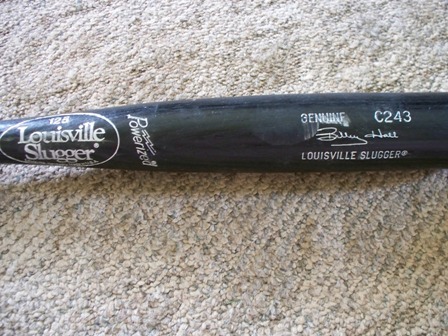 125
Louisville
Slugger®
Powerized
GENUINE C243
Billy Hall
LOUISVILLE SLUGGER®